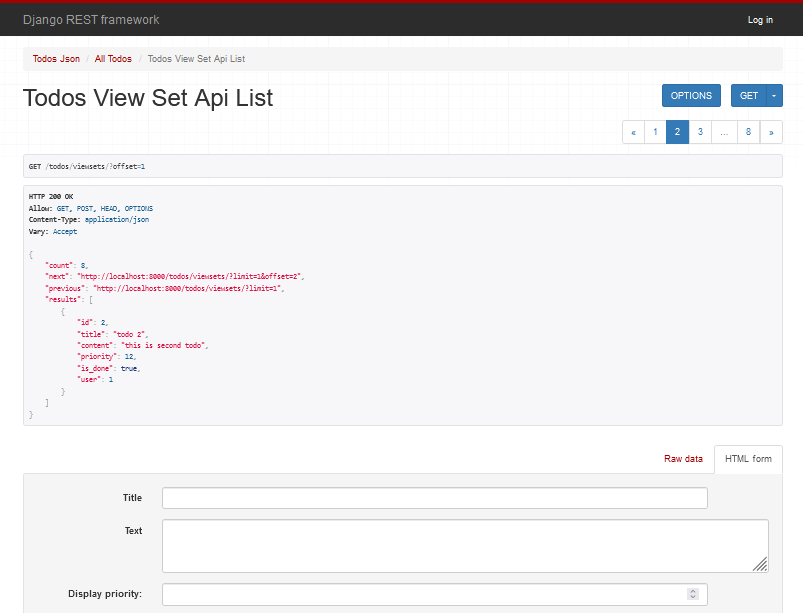 Django REST framework
Log in
Todos Json / All Todos / Todos View Set Api List
Todos View Set Api List
OPTIONS
GET
« 1 2 3 … 8 »
GET /todos/viewsets/?offset=1
HTTP 200 OK
Allow: GET, POST, HEAD, OPTIONS
Content-Type: application/json
Vary: Accept
{
"count": 8,
"next": "http://localhost:8000/todos/viewsets/?limit=1&offset=2",
"previous": "http://localhost:8000/todos/viewsets/?limit=1",
"results": [
{
"id": 2,
"title": "todo 2",
"content": "this is second todo",
"priority": 12,
"is_done": true,
"user": 1
}
]
}
Raw data
HTML form
Title
Text
Display priority: